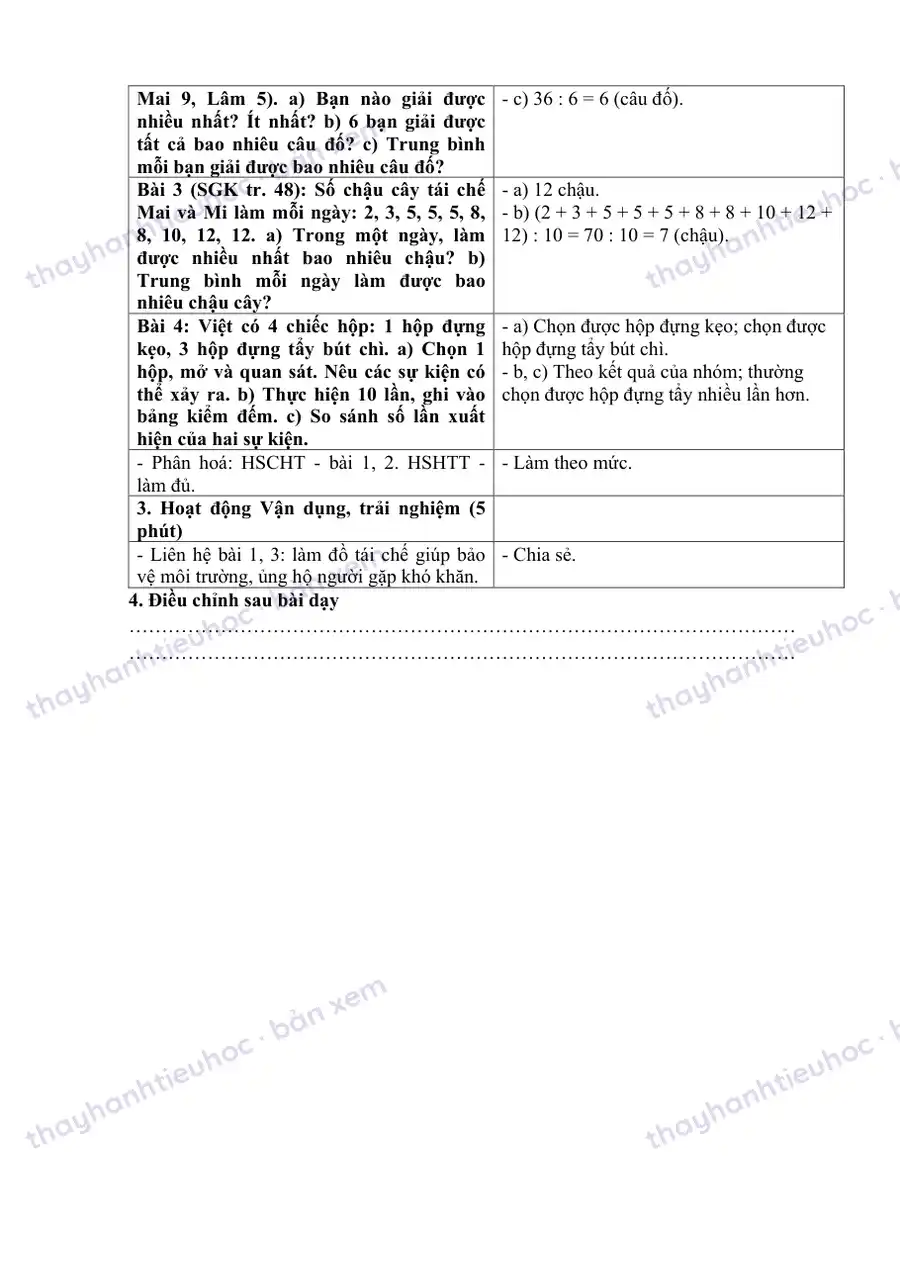 Mai 9, Lâm 5). a) Bạn nào giải được
nhiều nhất? Ít nhất? b) 6 bạn giải được
tất cả bao nhiêu câu đố? c) Trung bình
mỗi bạn giải được bao nhiêu câu đố?
- c) 36 : 6 = 6 (câu đố).
Bài 3 (SGK tr. 48): Số chậu cây tái chế
Mai và Mi làm mỗi ngày: 2, 3, 5, 5, 5, 8,
8, 10, 12, 12. a) Trong một ngày, làm
được nhiều nhất bao nhiêu chậu? b)
Trung bình mỗi ngày làm được bao
nhiêu chậu cây?
- a) 12 chậu.
- b) (2 + 3 + 5 + 5 + 5 + 8 + 8 + 10 + 12 +
12) : 10 = 70 : 10 = 7 (chậu).
Bài 4: Việt có 4 chiếc hộp: 1 hộp đựng
kẹo, 3 hộp đựng tẩy bút chì. a) Chọn 1
hộp, mở và quan sát. Nêu các sự kiện có
thể xảy ra. b) Thực hiện 10 lần, ghi vào
bảng kiểm đếm. c) So sánh số lần xuất
hiện của hai sự kiện.
- a) Chọn được hộp đựng kẹo; chọn được
hộp đựng tẩy bút chì.
- b, c) Theo kết quả của nhóm; thường
chọn được hộp đựng tẩy nhiều lần hơn.
- Phân hoá: HSCHT - bài 1, 2. HSHTT -
làm đủ.
- Làm theo mức.
3. Hoạt động Vận dụng, trải nghiệm (5
phút)
- Liên hệ bài 1, 3: làm đồ tái chế giúp bảo
vệ môi trường, ủng hộ người gặp khó khăn.
- Chia sẻ.
4. Điều chỉnh sau bài dạy
thayhanhtieuhoc · bản xem
thayhanhtieuhoc · b
thayhanhtieuhoc · bản xem
thayhanhtieuhoc · b
thayhanhtieuhoc · bản xem
thayhanhtieuhoc · b